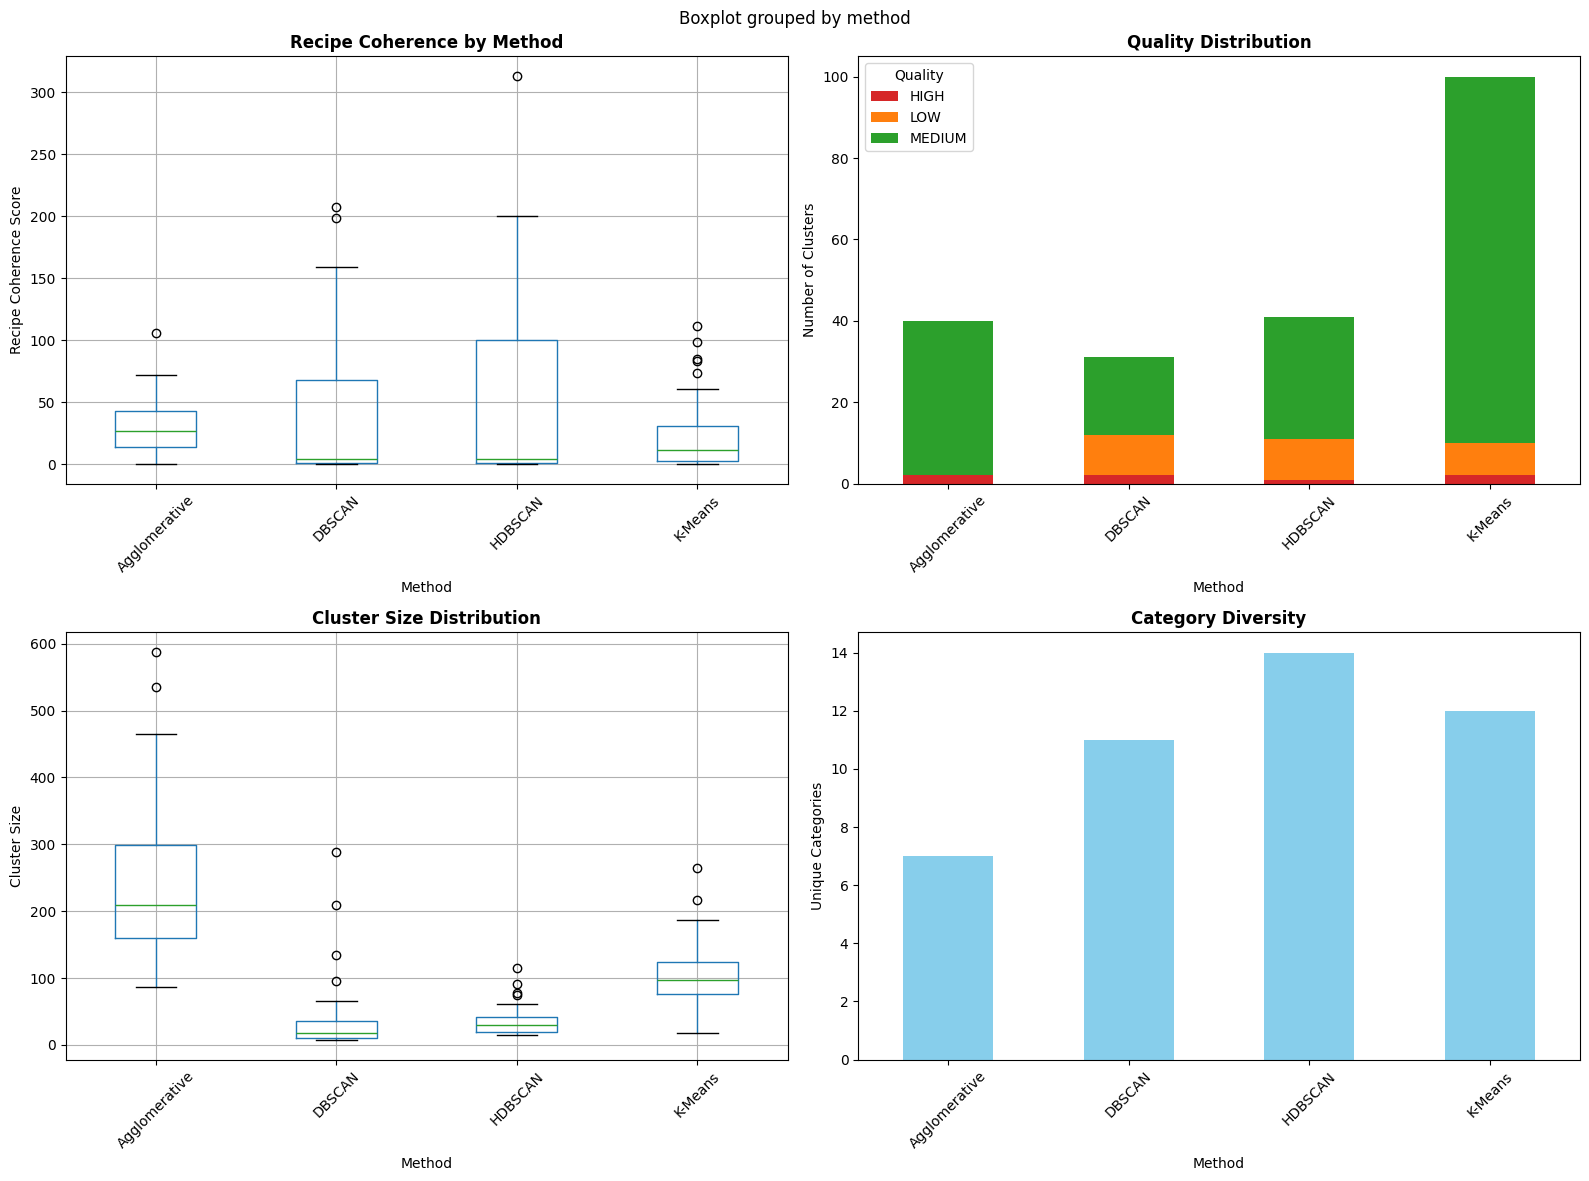 Boxplot grouped by method
Recipe Coherence by Method
Recipe Coherence Score
300
250
200
150
100
50
0
Agglomerative
DBSCAN
HDBSCAN
K-Means
Method
Quality Distribution
Quality
HIGH
LOW
MEDIUM
Number of Clusters
100
80
60
40
20
0
Agglomerative
DBSCAN
HDBSCAN
K-Means
Method
Cluster Size Distribution
Cluster Size
600
500
400
300
200
100
0
Agglomerative
DBSCAN
HDBSCAN
K-Means
Method
Category Diversity
Unique Categories
14
12
10
8
6
4
2
0
Agglomerative
DBSCAN
HDBSCAN
K-Means
Method